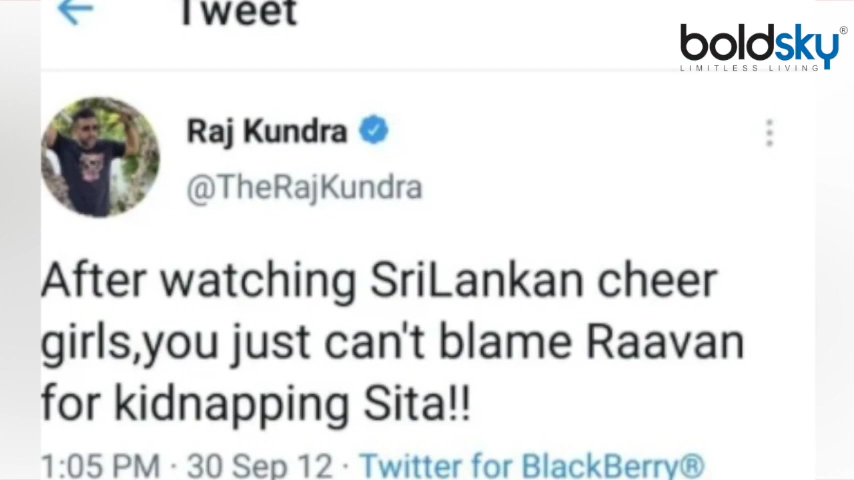 Tweet
boldsky®
LIMITLESS LIVING
Raj Kundra
@TheRajKundra
After watching SriLankan cheer
girls,you just can't blame Raavan
for kidnapping Sita!!
1:05 PM · 30 Sep 12 · Twitter for BlackBerry®